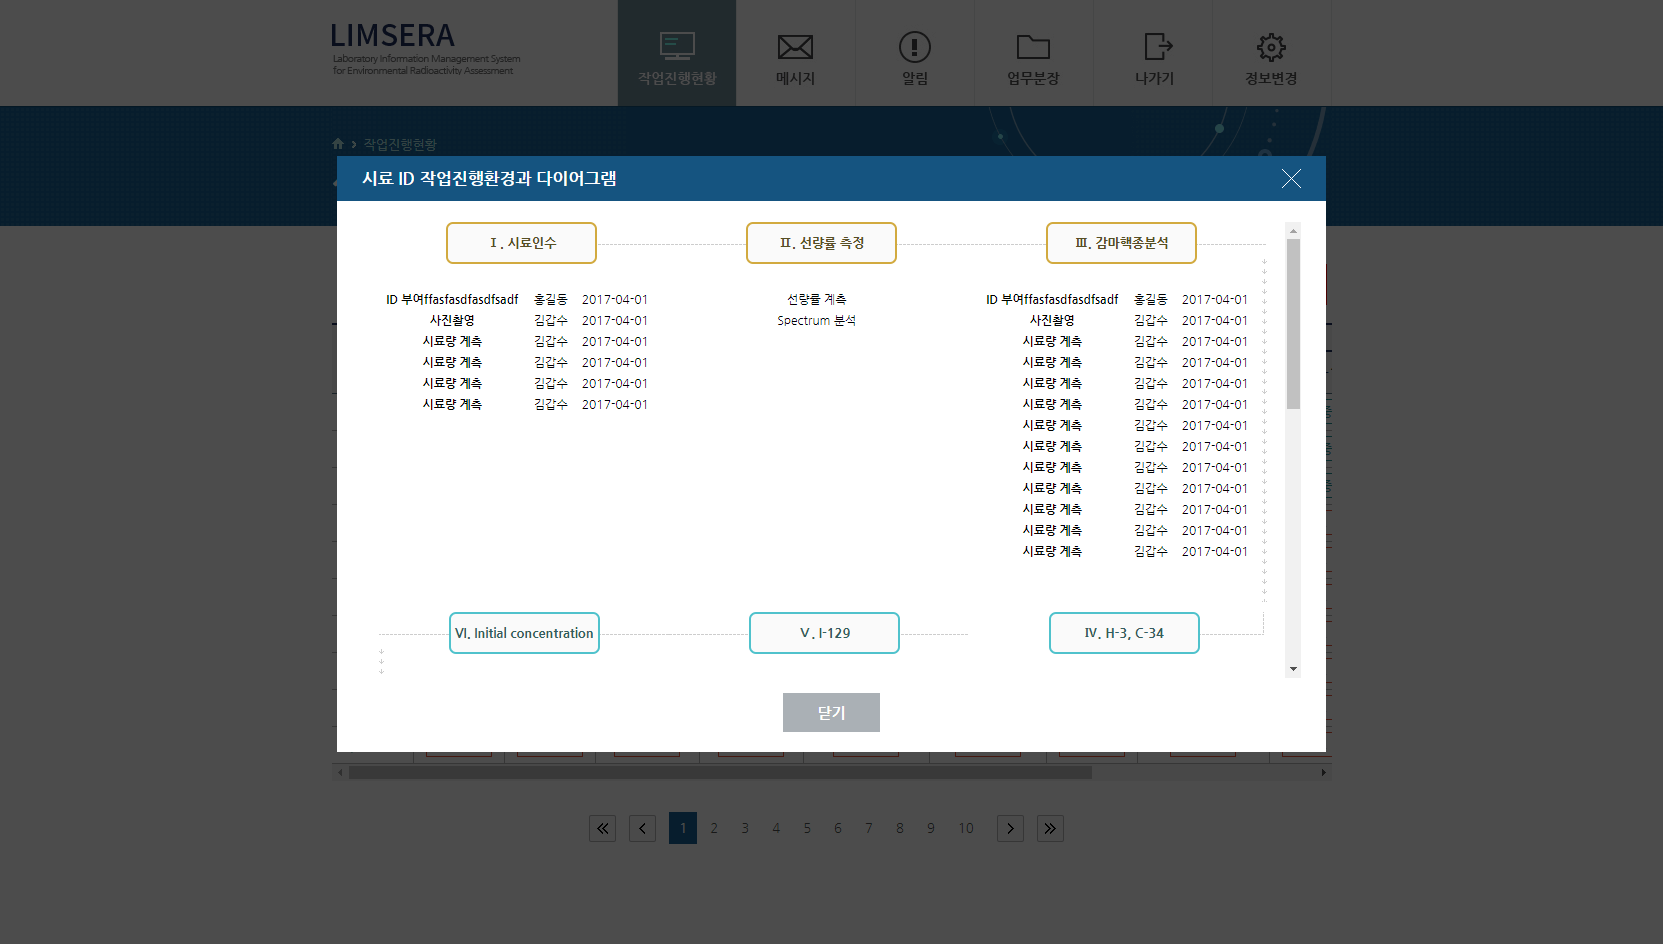 LIMSERA
Laboratory Information Management System
for Environmental Radioactivity Assessment
작업진행현황
메시지
알림
업무분장
나가기
정보변경
작업진행현황
시료 ID 작업진행환경과 다이어그램
Ⅰ. 시료인수
Ⅱ. 선량률 측정
Ⅲ. 감마핵종분석
ID 부여ffasfasdfasdfsadf 홍길동 2017-04-01
사진촬영 김갑수 2017-04-01
시료량 계측 김갑수 2017-04-01
시료량 계측 김갑수 2017-04-01
시료량 계측 김갑수 2017-04-01
시료량 계측 김갑수 2017-04-01
선량률 계측
Spectrum 분석
ID 부여ffasfasdfasdfsadf 홍길동 2017-04-01
사진촬영 김갑수 2017-04-01
시료량 계측 김갑수 2017-04-01
시료량 계측 김갑수 2017-04-01
시료량 계측 김갑수 2017-04-01
시료량 계측 김갑수 2017-04-01
시료량 계측 김갑수 2017-04-01
시료량 계측 김갑수 2017-04-01
시료량 계측 김갑수 2017-04-01
시료량 계측 김갑수 2017-04-01
시료량 계측 김갑수 2017-04-01
시료량 계측 김갑수 2017-04-01
시료량 계측 김갑수 2017-04-01
Ⅵ. Initial concentration
Ⅴ. I-129
Ⅳ. H-3, C-34
닫기
1 2 3 4 5 6 7 8 9 10